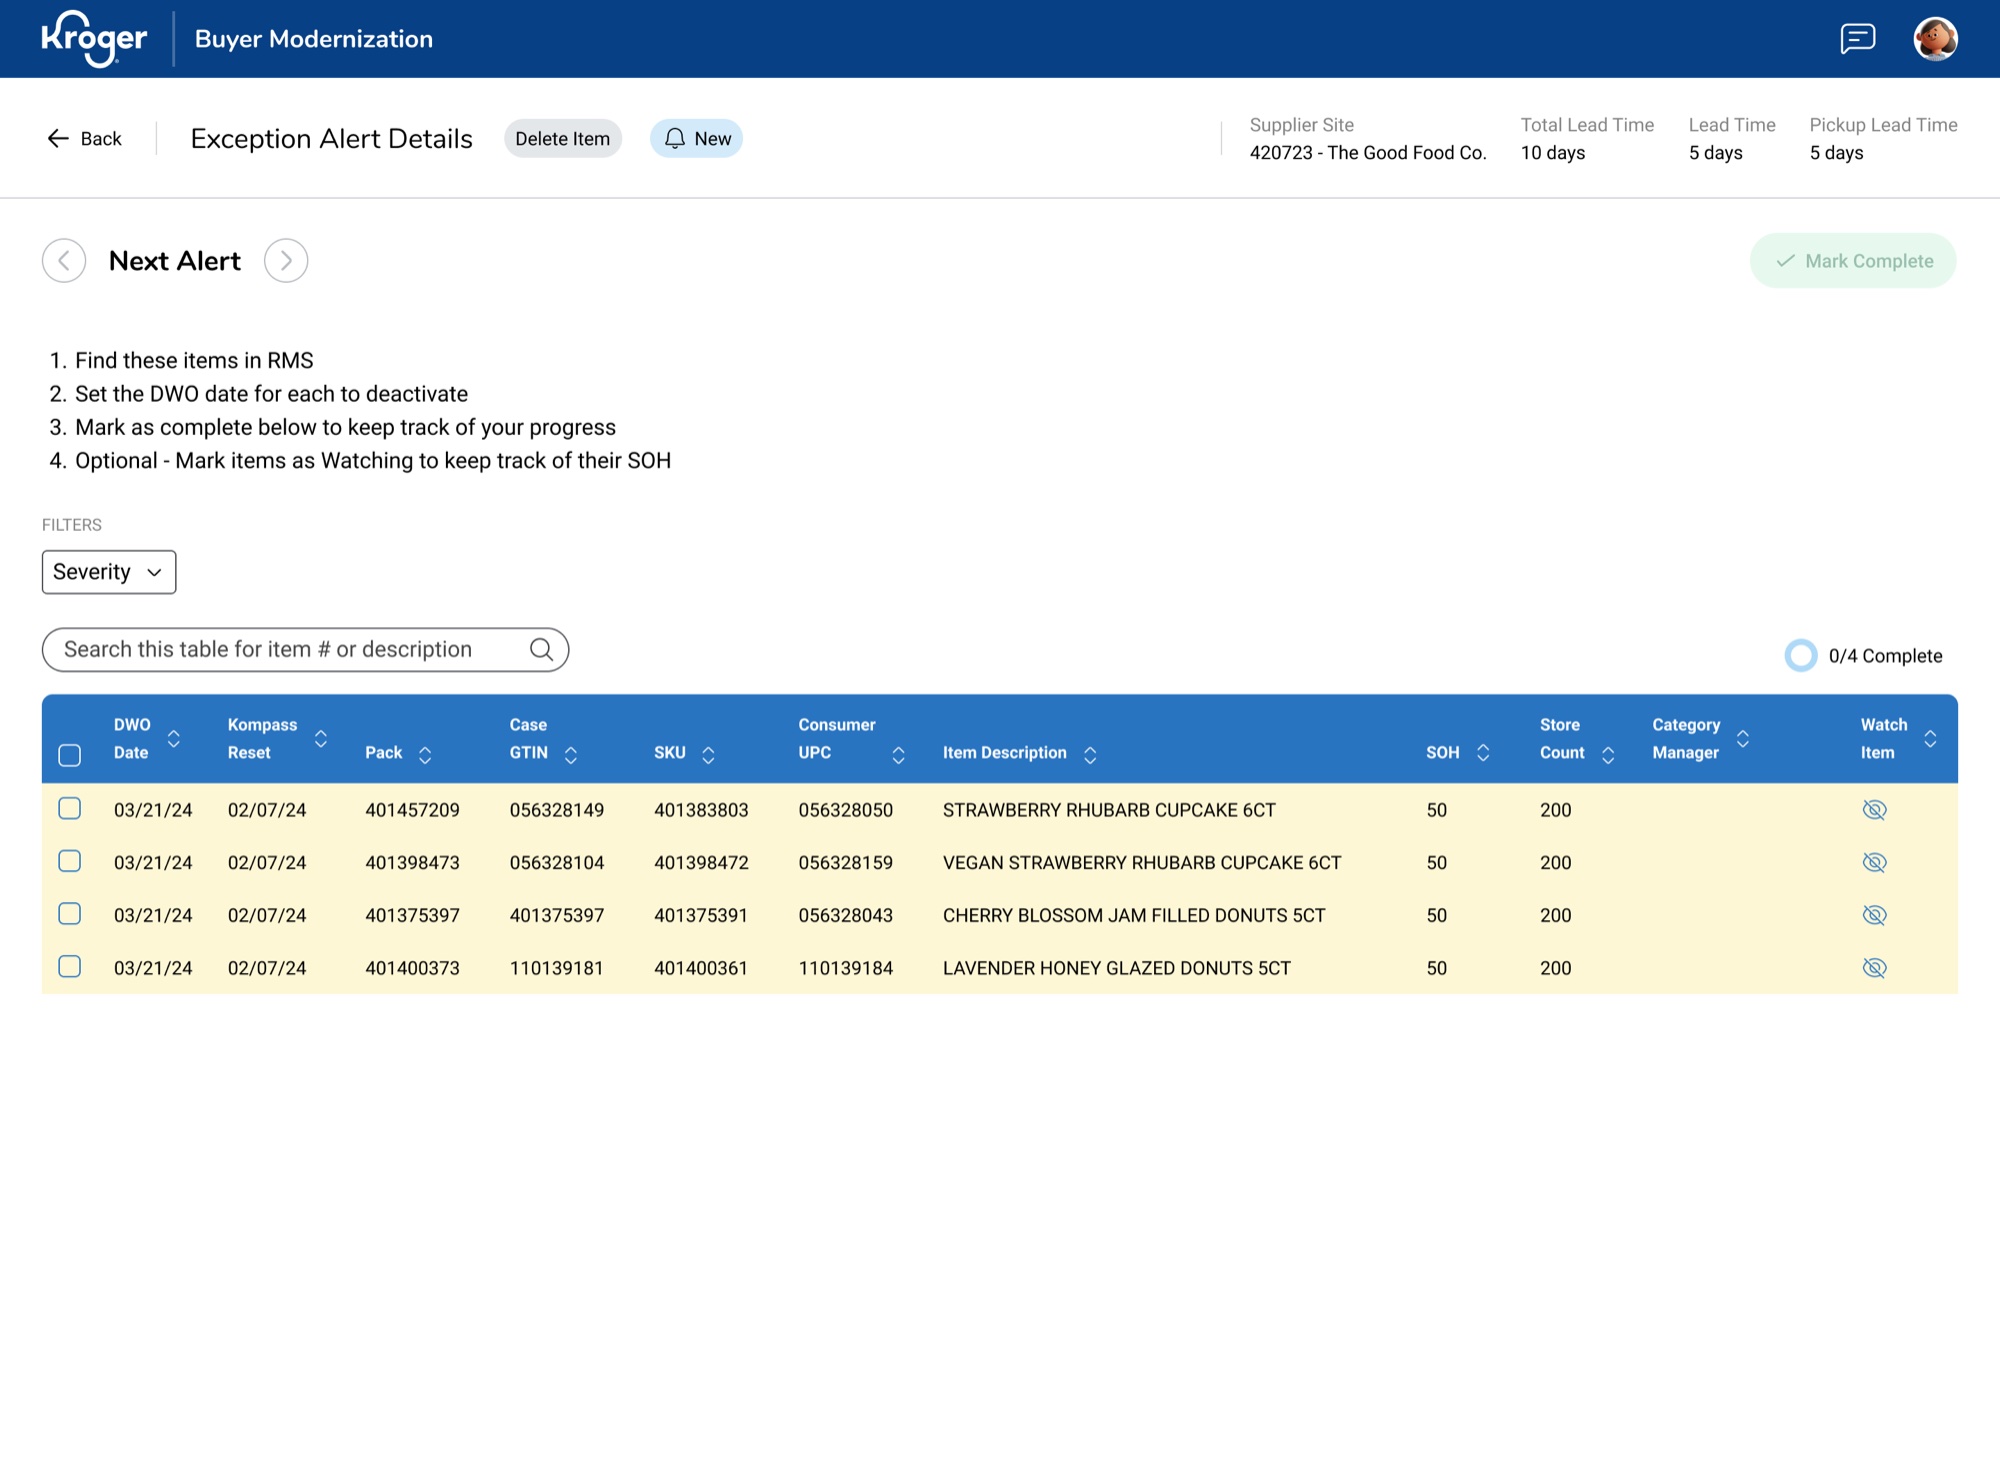 Kroger
Buyer Modernization
Back
Exception Alert Details
Delete Item
New
Supplier Site
420723 - The Good Food Co.
Total Lead Time
10 days
Lead Time
5 days
Pickup Lead Time
5 days
Next Alert
Mark Complete
1. Find these items in RMS
2. Set the DWO date for each to deactivate
3. Mark as complete below to keep track of your progress
4. Optional - Mark items as Watching to keep track of their SOH
FILTERS
Severity
Search this table for item # or description
0/4 Complete
DWO Date Kompass Reset Pack Case GTIN SKU Consumer UPC Item Description SOH Store Count Category Manager Watch Item
03/21/24 02/07/24 401457209 056328149 401383803 056328050 STRAWBERRY RHUBARB CUPCAKE 6CT 50 200
03/21/24 02/07/24 401398473 056328104 401398472 056328159 VEGAN STRAWBERRY RHUBARB CUPCAKE 6CT 50 200
03/21/24 02/07/24 401375397 401375397 401375391 056328043 CHERRY BLOSSOM JAM FILLED DONUTS 5CT 50 200
03/21/24 02/07/24 401400373 110139181 401400361 110139184 LAVENDER HONEY GLAZED DONUTS 5CT 50 200